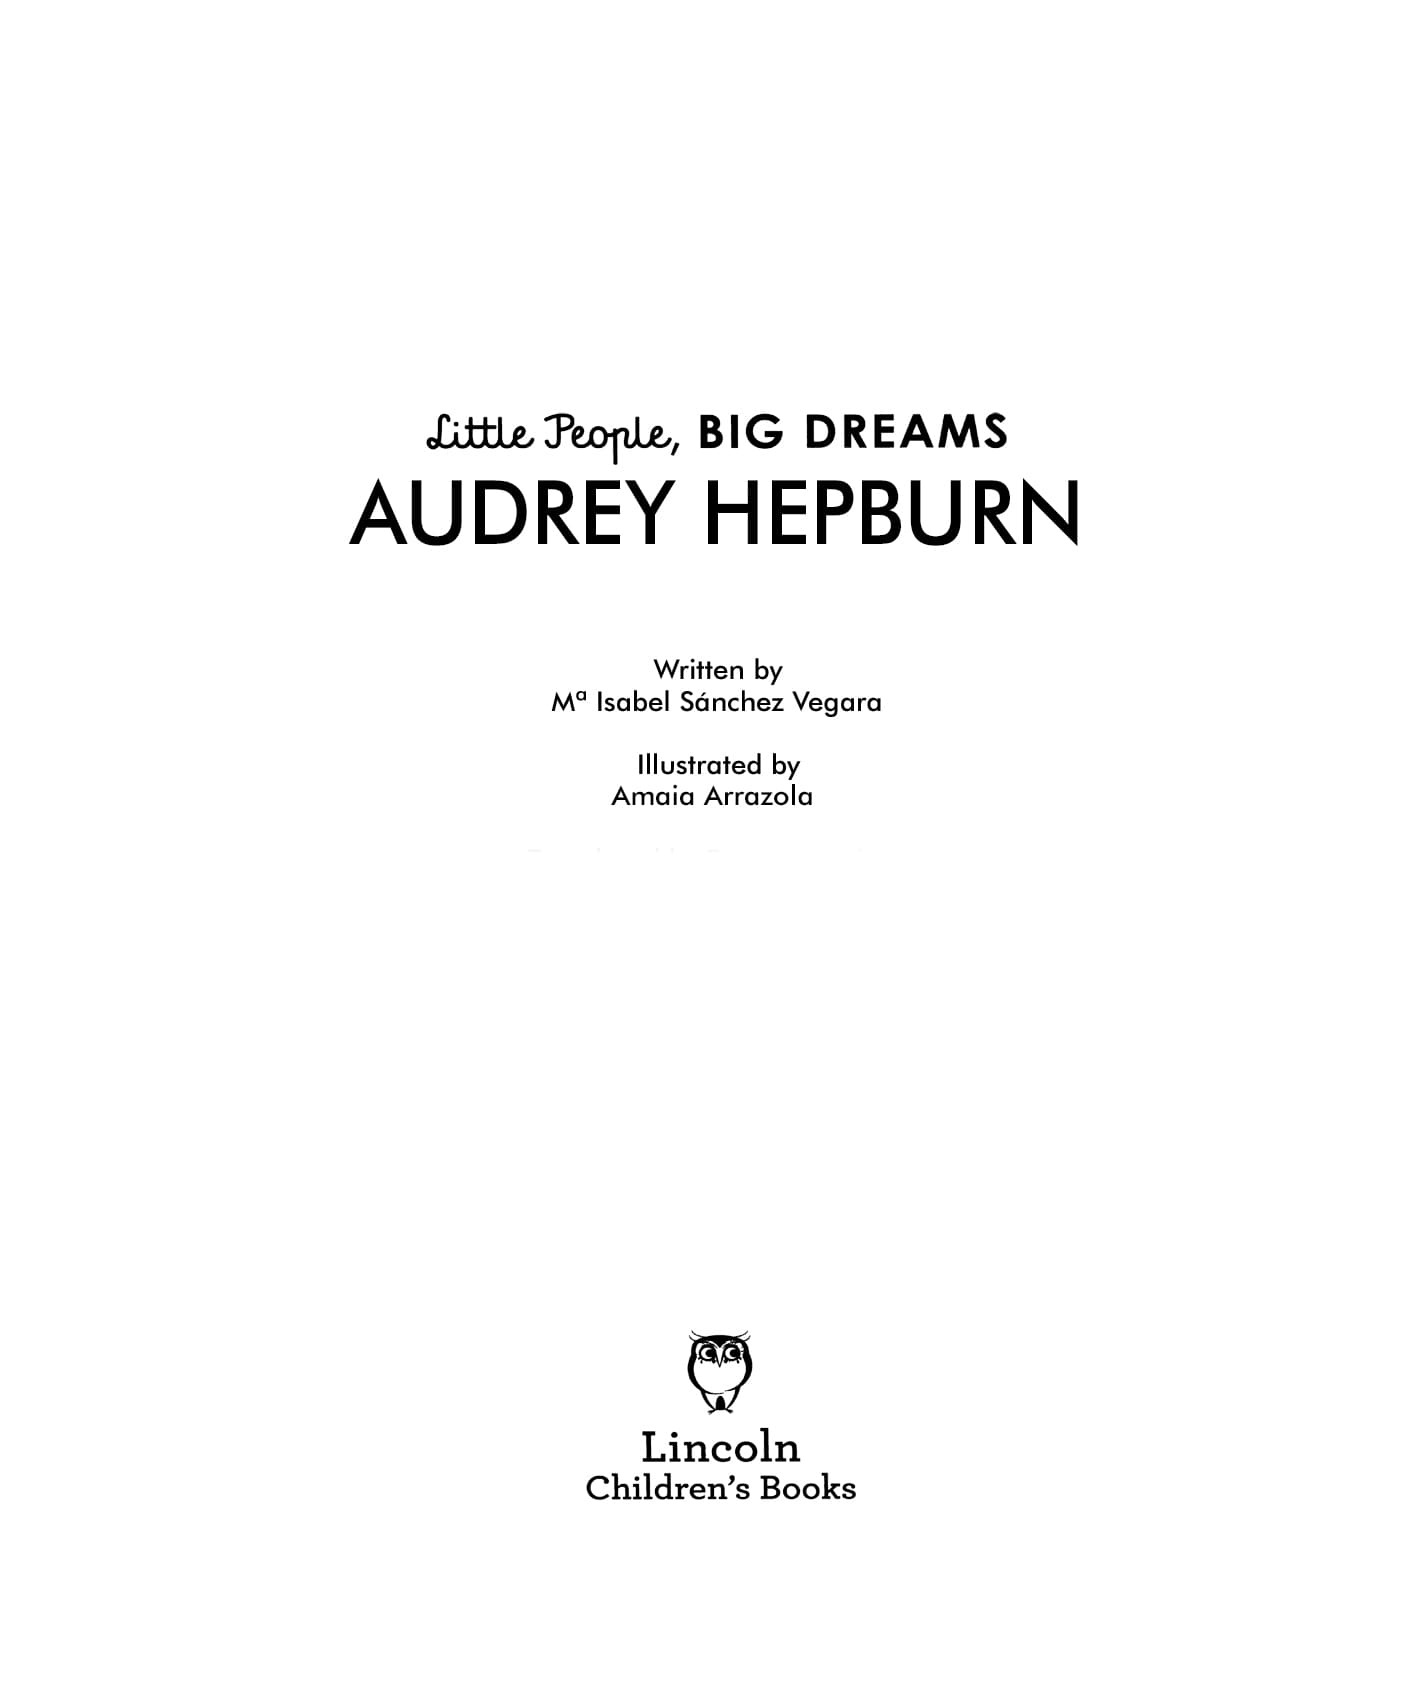 Little People, BIG DREAMS
AUDREY HEPBURN
Written by
Mª Isabel Sánchez Vegara
Illustrated by
Amaia Arrazola
Lincoln
Children's Books